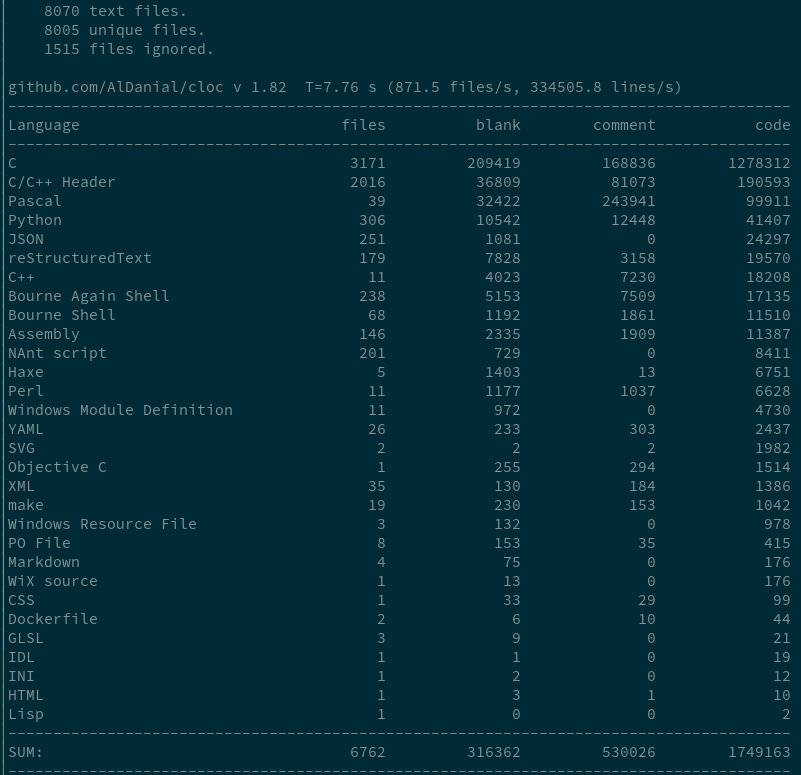 8070 text files.
8005 unique files.
1515 files ignored.
github.com/AlDanial/cloc v 1.82  T=7.76 s (871.5 files/s, 334505.8 lines/s)
---------------------------------------------------------------------------------------
Language files blank comment code
---------------------------------------------------------------------------------------
C 3171 209419 168836 1278312
C/C++ Header 2016 36809 81073 190593
Pascal 39 32422 243941 99911
Python 306 10542 12448 41407
JSON 251 1081 0 24297
reStructuredText 179 7828 3158 19570
C++ 11 4023 7230 18208
Bourne Again Shell 238 5153 7509 17135
Bourne Shell 68 1192 1861 11510
Assembly 146 2335 1909 11387
NAnt script 201 729 0 8411
Haxe 5 1403 13 6751
Perl 11 1177 1037 6628
Windows Module Definition 11 972 0 4730
YAML 26 233 303 2437
SVG 2 2 2 1982
Objective C 1 255 294 1514
XML 35 130 184 1386
make 19 230 153 1042
Windows Resource File 3 132 0 978
PO File 8 153 35 415
Markdown 4 75 0 176
WiX source 1 13 0 176
CSS 1 33 29 99
Dockerfile 2 6 10 44
GLSL 3 9 0 21
IDL 1 1 0 19
INI 1 2 0 12
HTML 1 3 1 10
Lisp 1 0 0 2
---------------------------------------------------------------------------------------
SUM: 6762 316362 530026 1749163
---------------------------------------------------------------------------------------